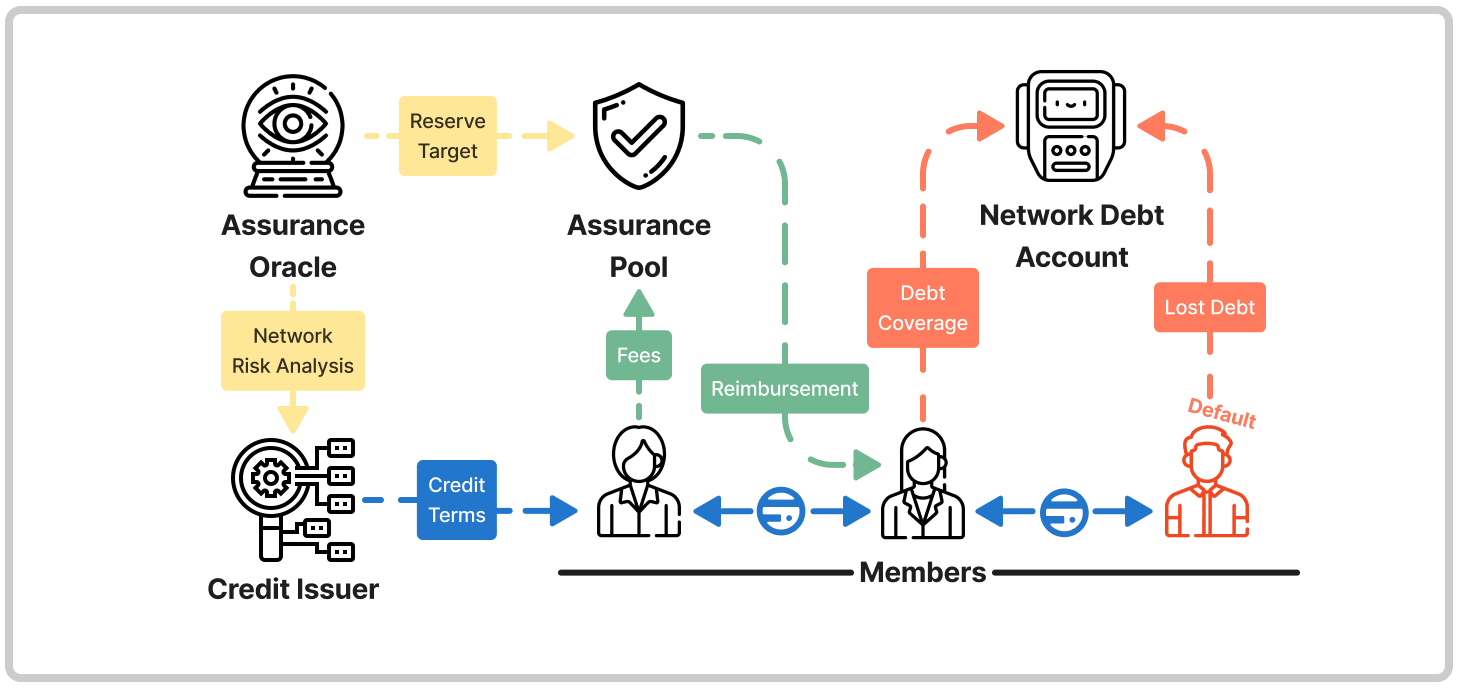 Reserve
Target
Assurance
Oracle
Assurance
Pool
Network Debt
Account
Network
Risk Analysis
Fees
Reimbursement
Debt
Coverage
Lost Debt
Default
Credit
Terms
Credit Issuer
Members